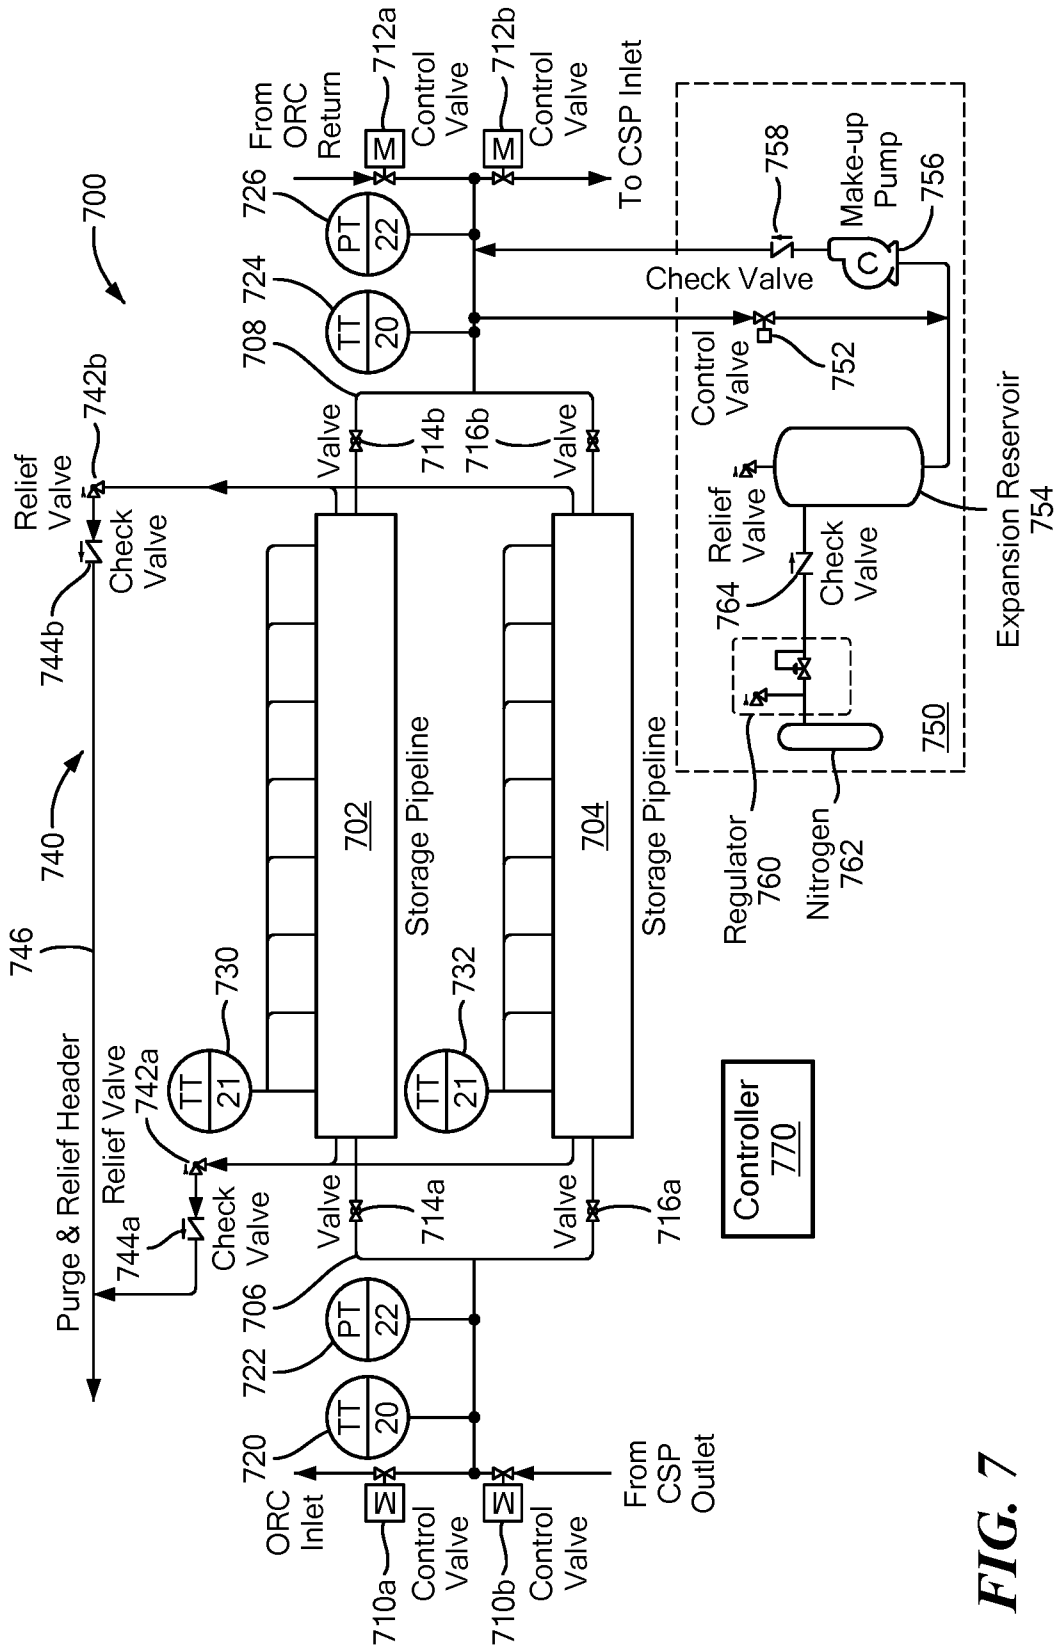 700
740
746
Purge & Relief Header
Relief Valve
742a
744a
Check
Valve
Relief
Valve
742b
744b
Check
Valve
ORC
Inlet
710a
Control
Valve
710b
Control
Valve
From
CSP
Outlet
720
TT
20
722
PT
22
706
Valve
714a
Valve
716a
730
TT
21
702
Storage Pipeline
732
TT
21
704
Storage Pipeline
Valve
714b
716b
Valve
708
724
TT
20
726
PT
22
From
ORC
Return
M
712a
Control
Valve
M
712b
Control
Valve
To CSP Inlet
M
M
Controller
770
Regulator
760
Nitrogen
762
750
764
Check
Valve
Relief
Valve
Expansion Reservoir
754
Control
Valve
752
Check Valve
758
Make-up
Pump
C
756
FIG. 7